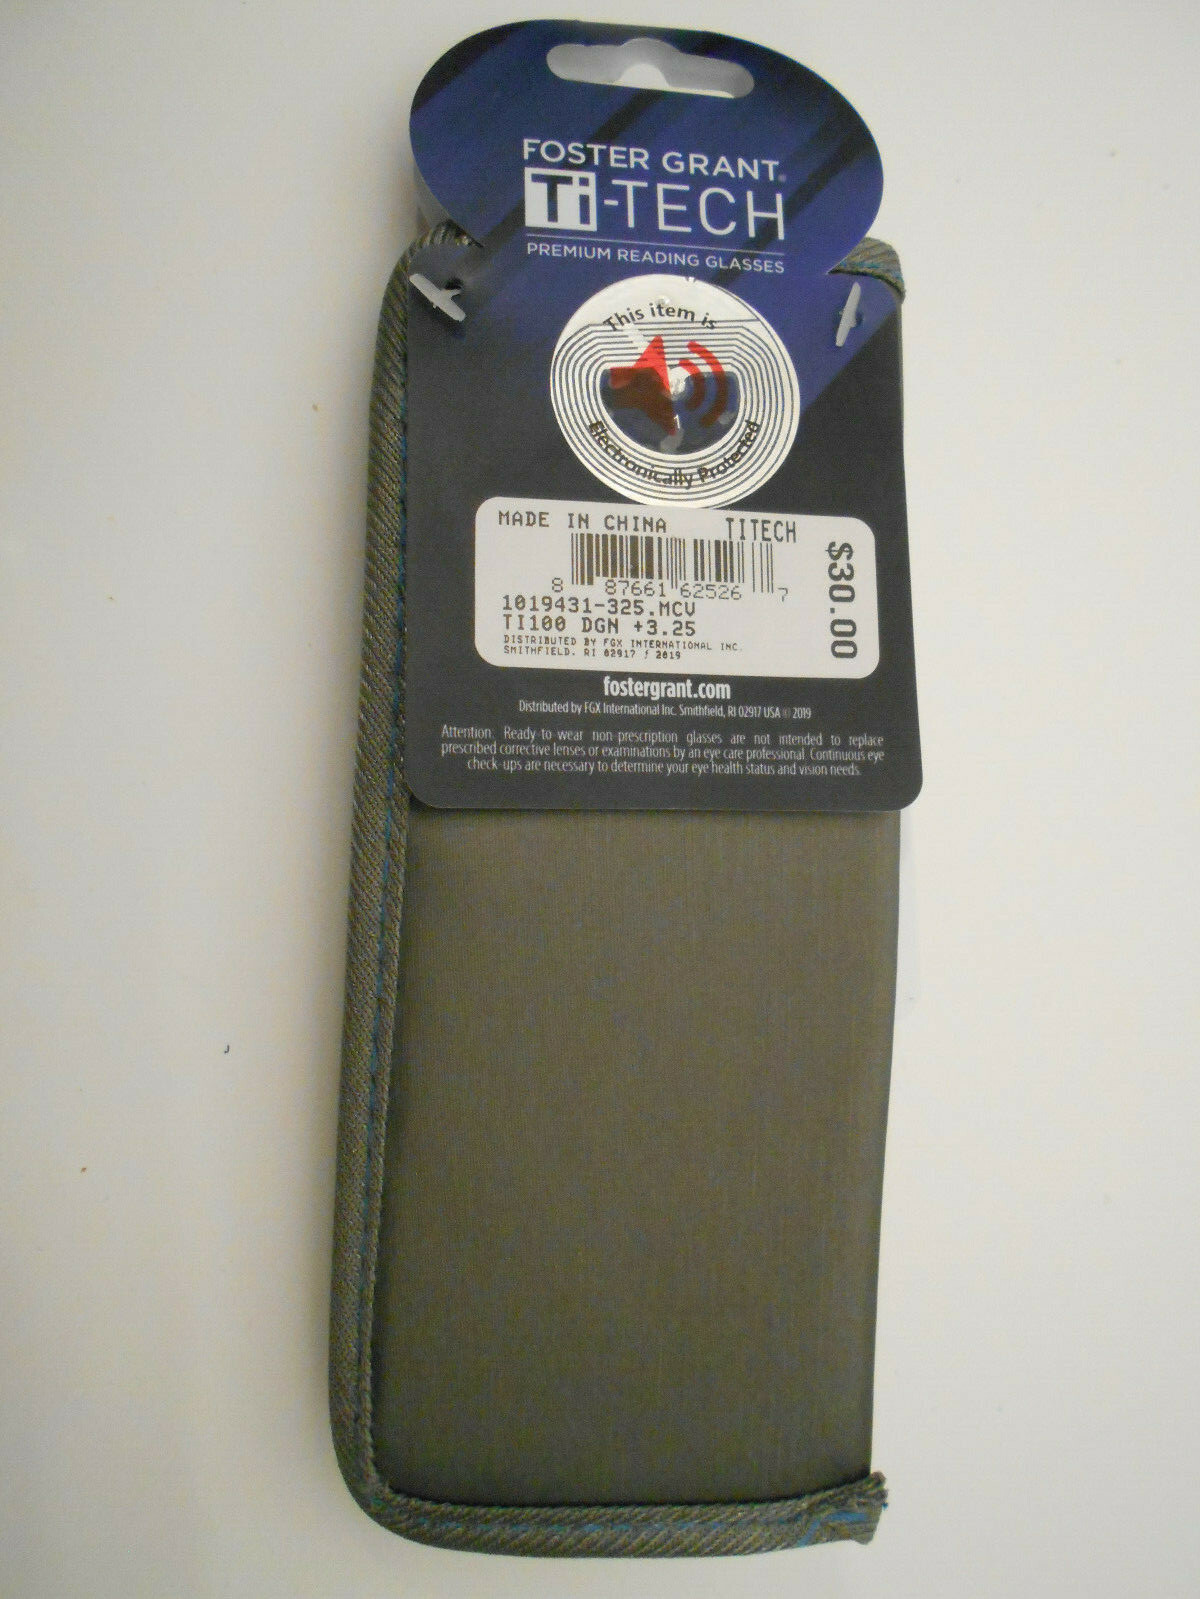 FOSTER GRANT®
Ti-TECH
PREMIUM READING GLASSES
This item is
Electronically Protected
MADE IN CHINA TITECH
8 87661 62526 7
$30.00
1019431-325.MCV
TI100 DGN +3.25
DISTRIBUTED BY FGX INTERNATIONAL INC.
SMITHFIELD. RI 02917 / 2019
fostergrant.com
Distributed by FGX International Inc. Smithfield, RI 02917 USA © 2019
Attention. Ready-to-wear non-prescription glasses are not intended to replace
prescribed corrective lenses or examinations by an eye care professional. Continuous eye
check-ups are necessary to determine your eye health status and vision needs.